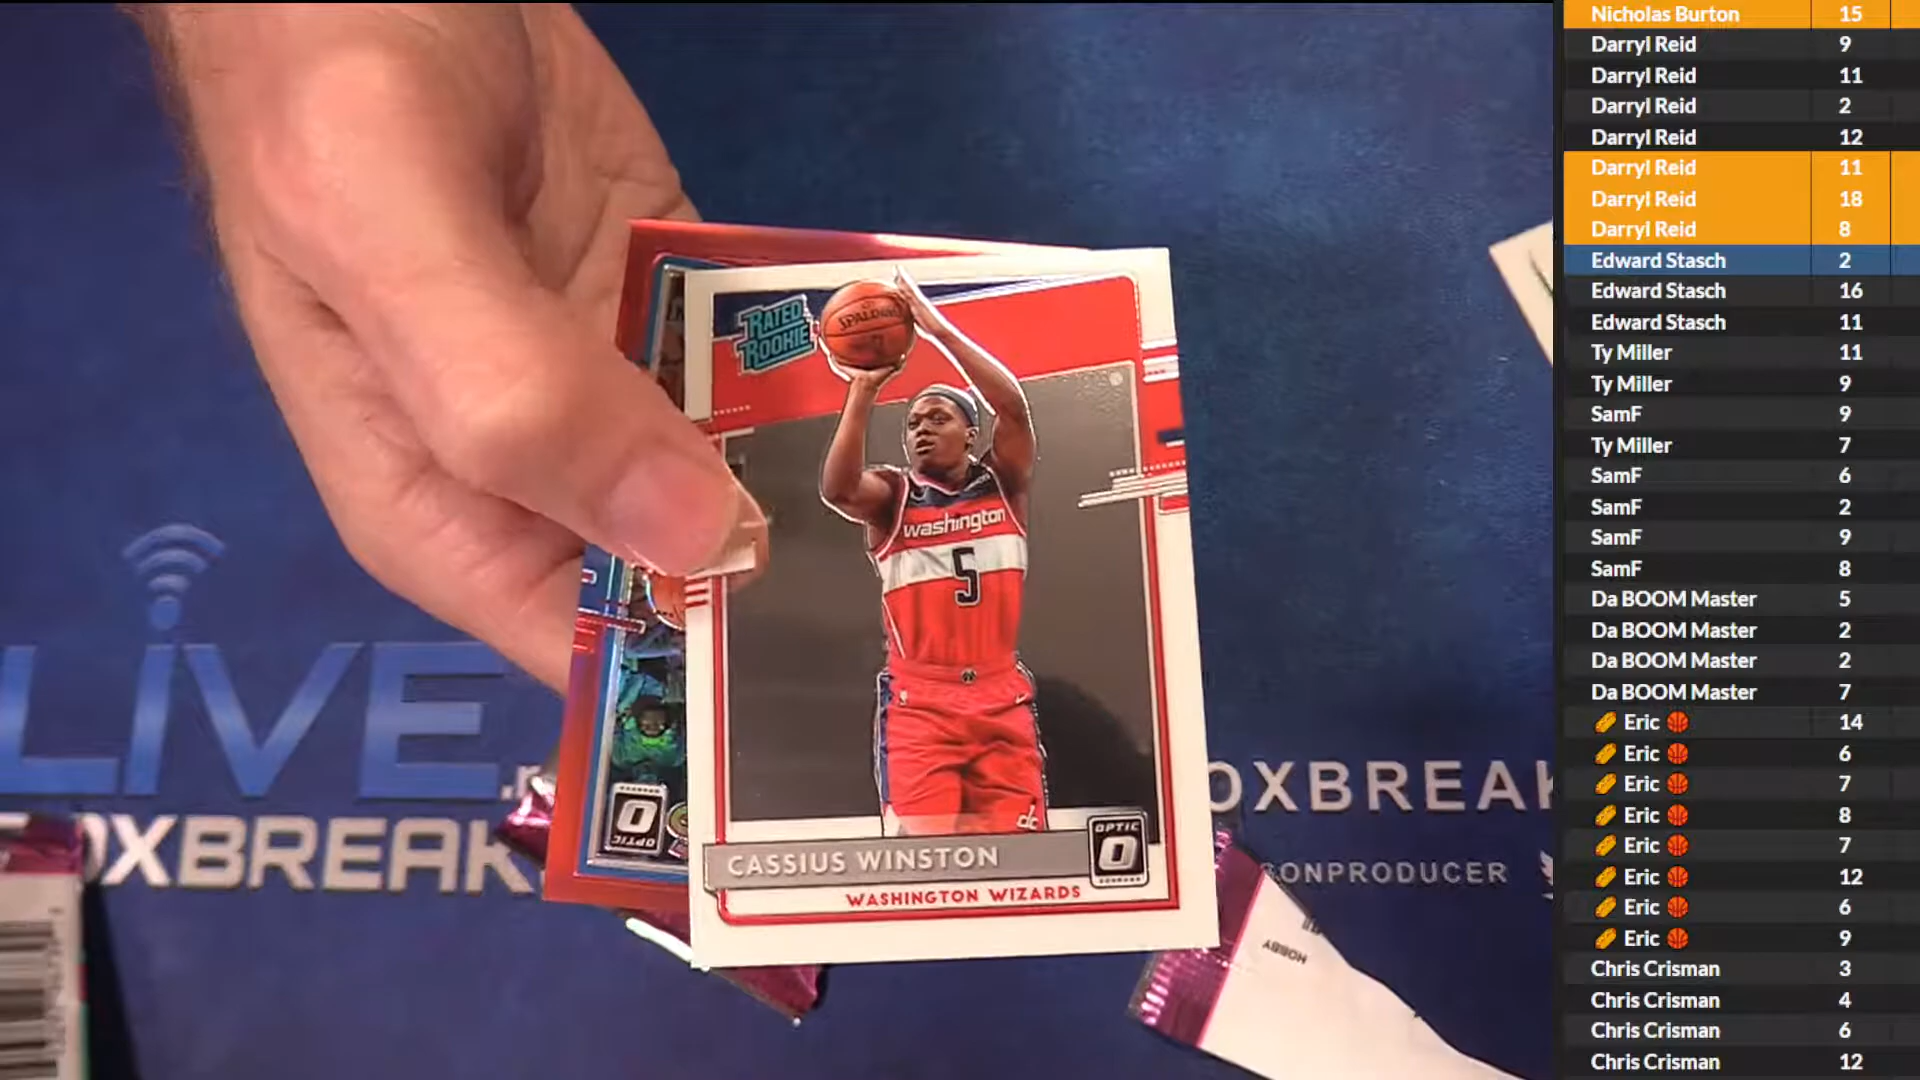 RATED
ROOKIE
SPALDING
Washington
5
dc
CASSIUS WINSTON
WASHINGTON WIZARDS
OPTIC
O
O
OPTIC
LIVE
OXBREAK
OXBREAK
SONPRODUCER
HOBBY
Nicholas Burton 15
Darryl Reid 9
Darryl Reid 11
Darryl Reid 2
Darryl Reid 12
Darryl Reid 11
Darryl Reid 18
Darryl Reid 8
Edward Stasch 2
Edward Stasch 16
Edward Stasch 11
Ty Miller 11
Ty Miller 9
SamF 9
Ty Miller 7
SamF 6
SamF 2
SamF 9
SamF 8
Da BOOM Master 5
Da BOOM Master 2
Da BOOM Master 2
Da BOOM Master 7
🌭 Eric 🏀 14
🌭 Eric 🏀 6
🌭 Eric 🏀 7
🌭 Eric 🏀 8
🌭 Eric 🏀 7
🌭 Eric 🏀 12
🌭 Eric 🏀 6
🌭 Eric 🏀 9
Chris Crisman 3
Chris Crisman 4
Chris Crisman 6
Chris Crisman 12